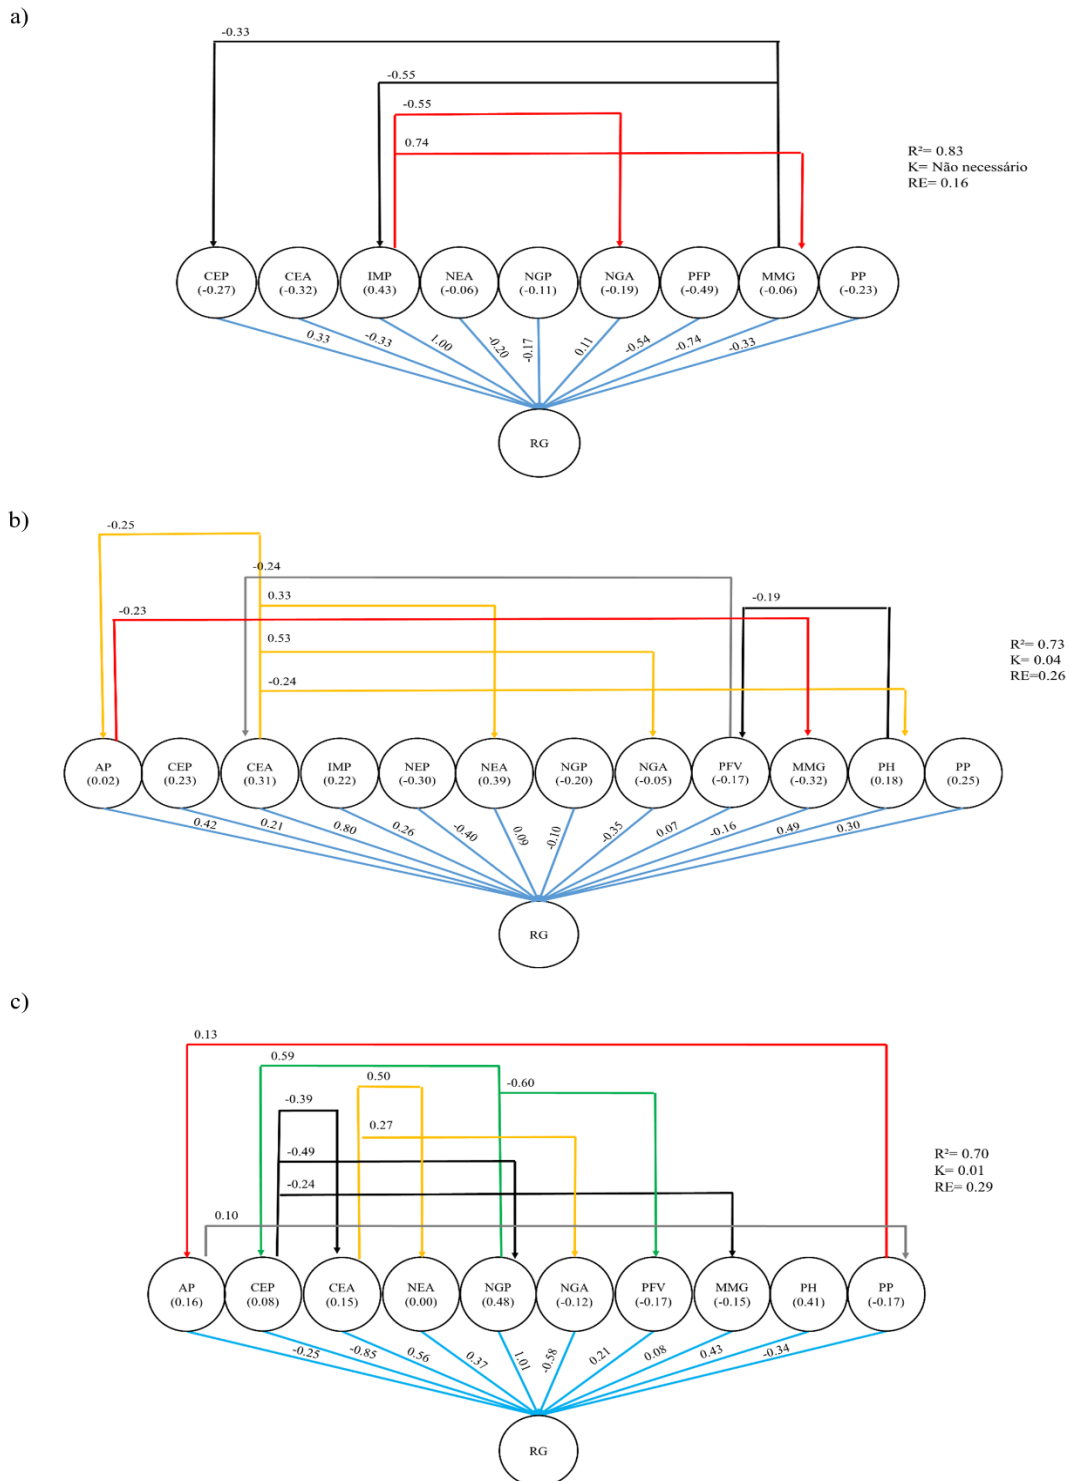 a)
-0.33
-0.55
-0.55
0.74
R²= 0.83
K= Não necessário
RE= 0.16
CEP
(-0.27)
CEA
(-0.32)
IMP
(0.43)
NEA
(-0.06)
NGP
(-0.11)
NGA
(-0.19)
PFP
(-0.49)
MMG
(-0.06)
PP
(-0.23)
0.33
-0.33
1.00
-0.20
-0.17
0.11
-0.54
-0.74
-0.33
RG
b)
-0.25
-0.24
0.33
-0.19
-0.23
0.53
-0.24
R²= 0.73
K= 0.04
RE=0.26
AP
(0.02)
CEP
(0.23)
CEA
(0.31)
IMP
(0.22)
NEP
(-0.30)
NEA
(0.39)
NGP
(-0.20)
NGA
(-0.05)
PFV
(-0.17)
MMG
(-0.32)
PH
(0.18)
PP
(0.25)
0.42
0.21
0.80
0.26
-0.40
0.09
-0.10
-0.35
0.07
-0.16
0.49
0.30
RG
c)
0.13
0.59
0.50
-0.60
-0.39
0.27
-0.49
-0.24
0.10
R²= 0.70
K= 0.01
RE= 0.29
AP
(0.16)
CEP
(0.08)
CEA
(0.15)
NEA
(0.00)
NGP
(0.48)
NGA
(-0.12)
PFV
(-0.17)
MMG
(-0.15)
PH
(0.41)
PP
(-0.17)
-0.25
-0.85
0.56
0.37
1.01
-0.58
0.21
0.08
0.43
-0.34
RG